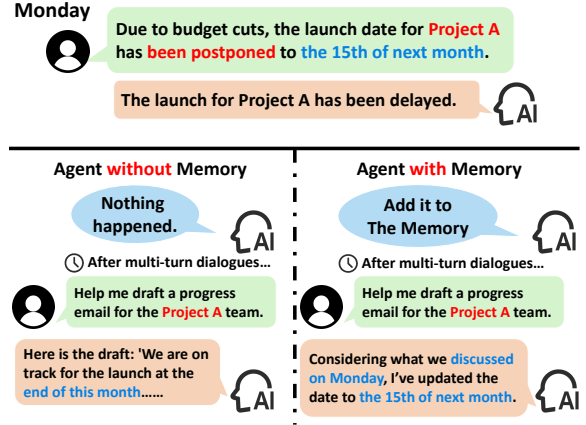 Monday
Due to budget cuts, the launch date for Project A
has been postponed to the 15th of next month.
The launch for Project A has been delayed.
AI
Agent without Memory
Nothing
happened.
AI
After multi-turn dialogues...
Help me draft a progress
email for the Project A team.
Here is the draft: 'We are on
track for the launch at the
end of this month......
AI
Agent with Memory
Add it to
The Memory
AI
After multi-turn dialogues...
Help me draft a progress
email for the Project A team.
Considering what we discussed
on Monday, I've updated the
date to the 15th of next month.
AI